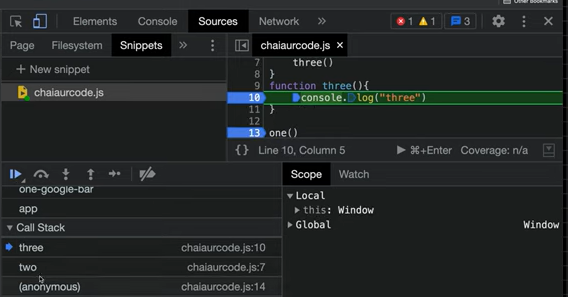 Other Bookmarks
Elements Console Sources Network » 1 1 3
Page Filesystem Snippets »
+ New snippet
chaiaurcode.js
chaiaurcode.js ×
7 three()
8 }
9 function three(){
10 console.log("three")
11 }
12
13 one()
{} Line 10, Column 5 ⌘+Enter Coverage: n/a
one-google-bar
app
Call Stack
three chaiaurcode.js:10
two chaiaurcode.js:7
(anonymous) chaiaurcode.js:14
Scope Watch
Local
this: Window
Global Window